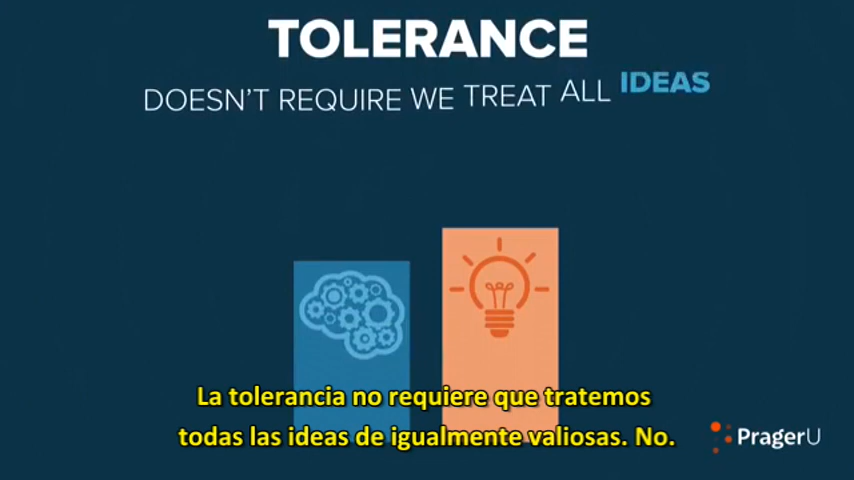 TOLERANCE
DOESN'T REQUIRE WE TREAT ALL IDEAS
La tolerancia no requiere que tratemos
todas las ideas de igualmente valiosas. No.
PragerU